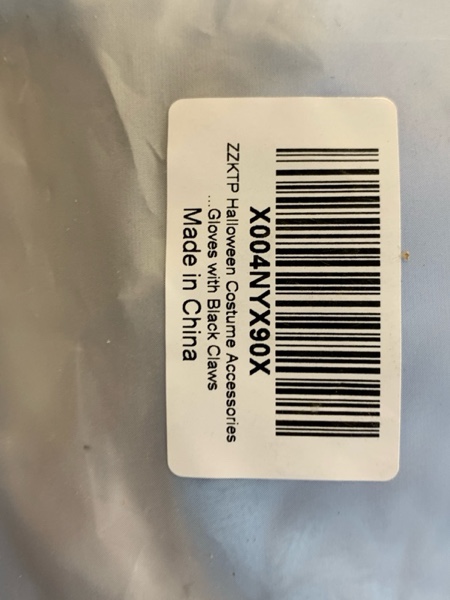 X004NYX90X
ZZKTP Halloween Costume Accessories
...Gloves with Black Claws
Made in China